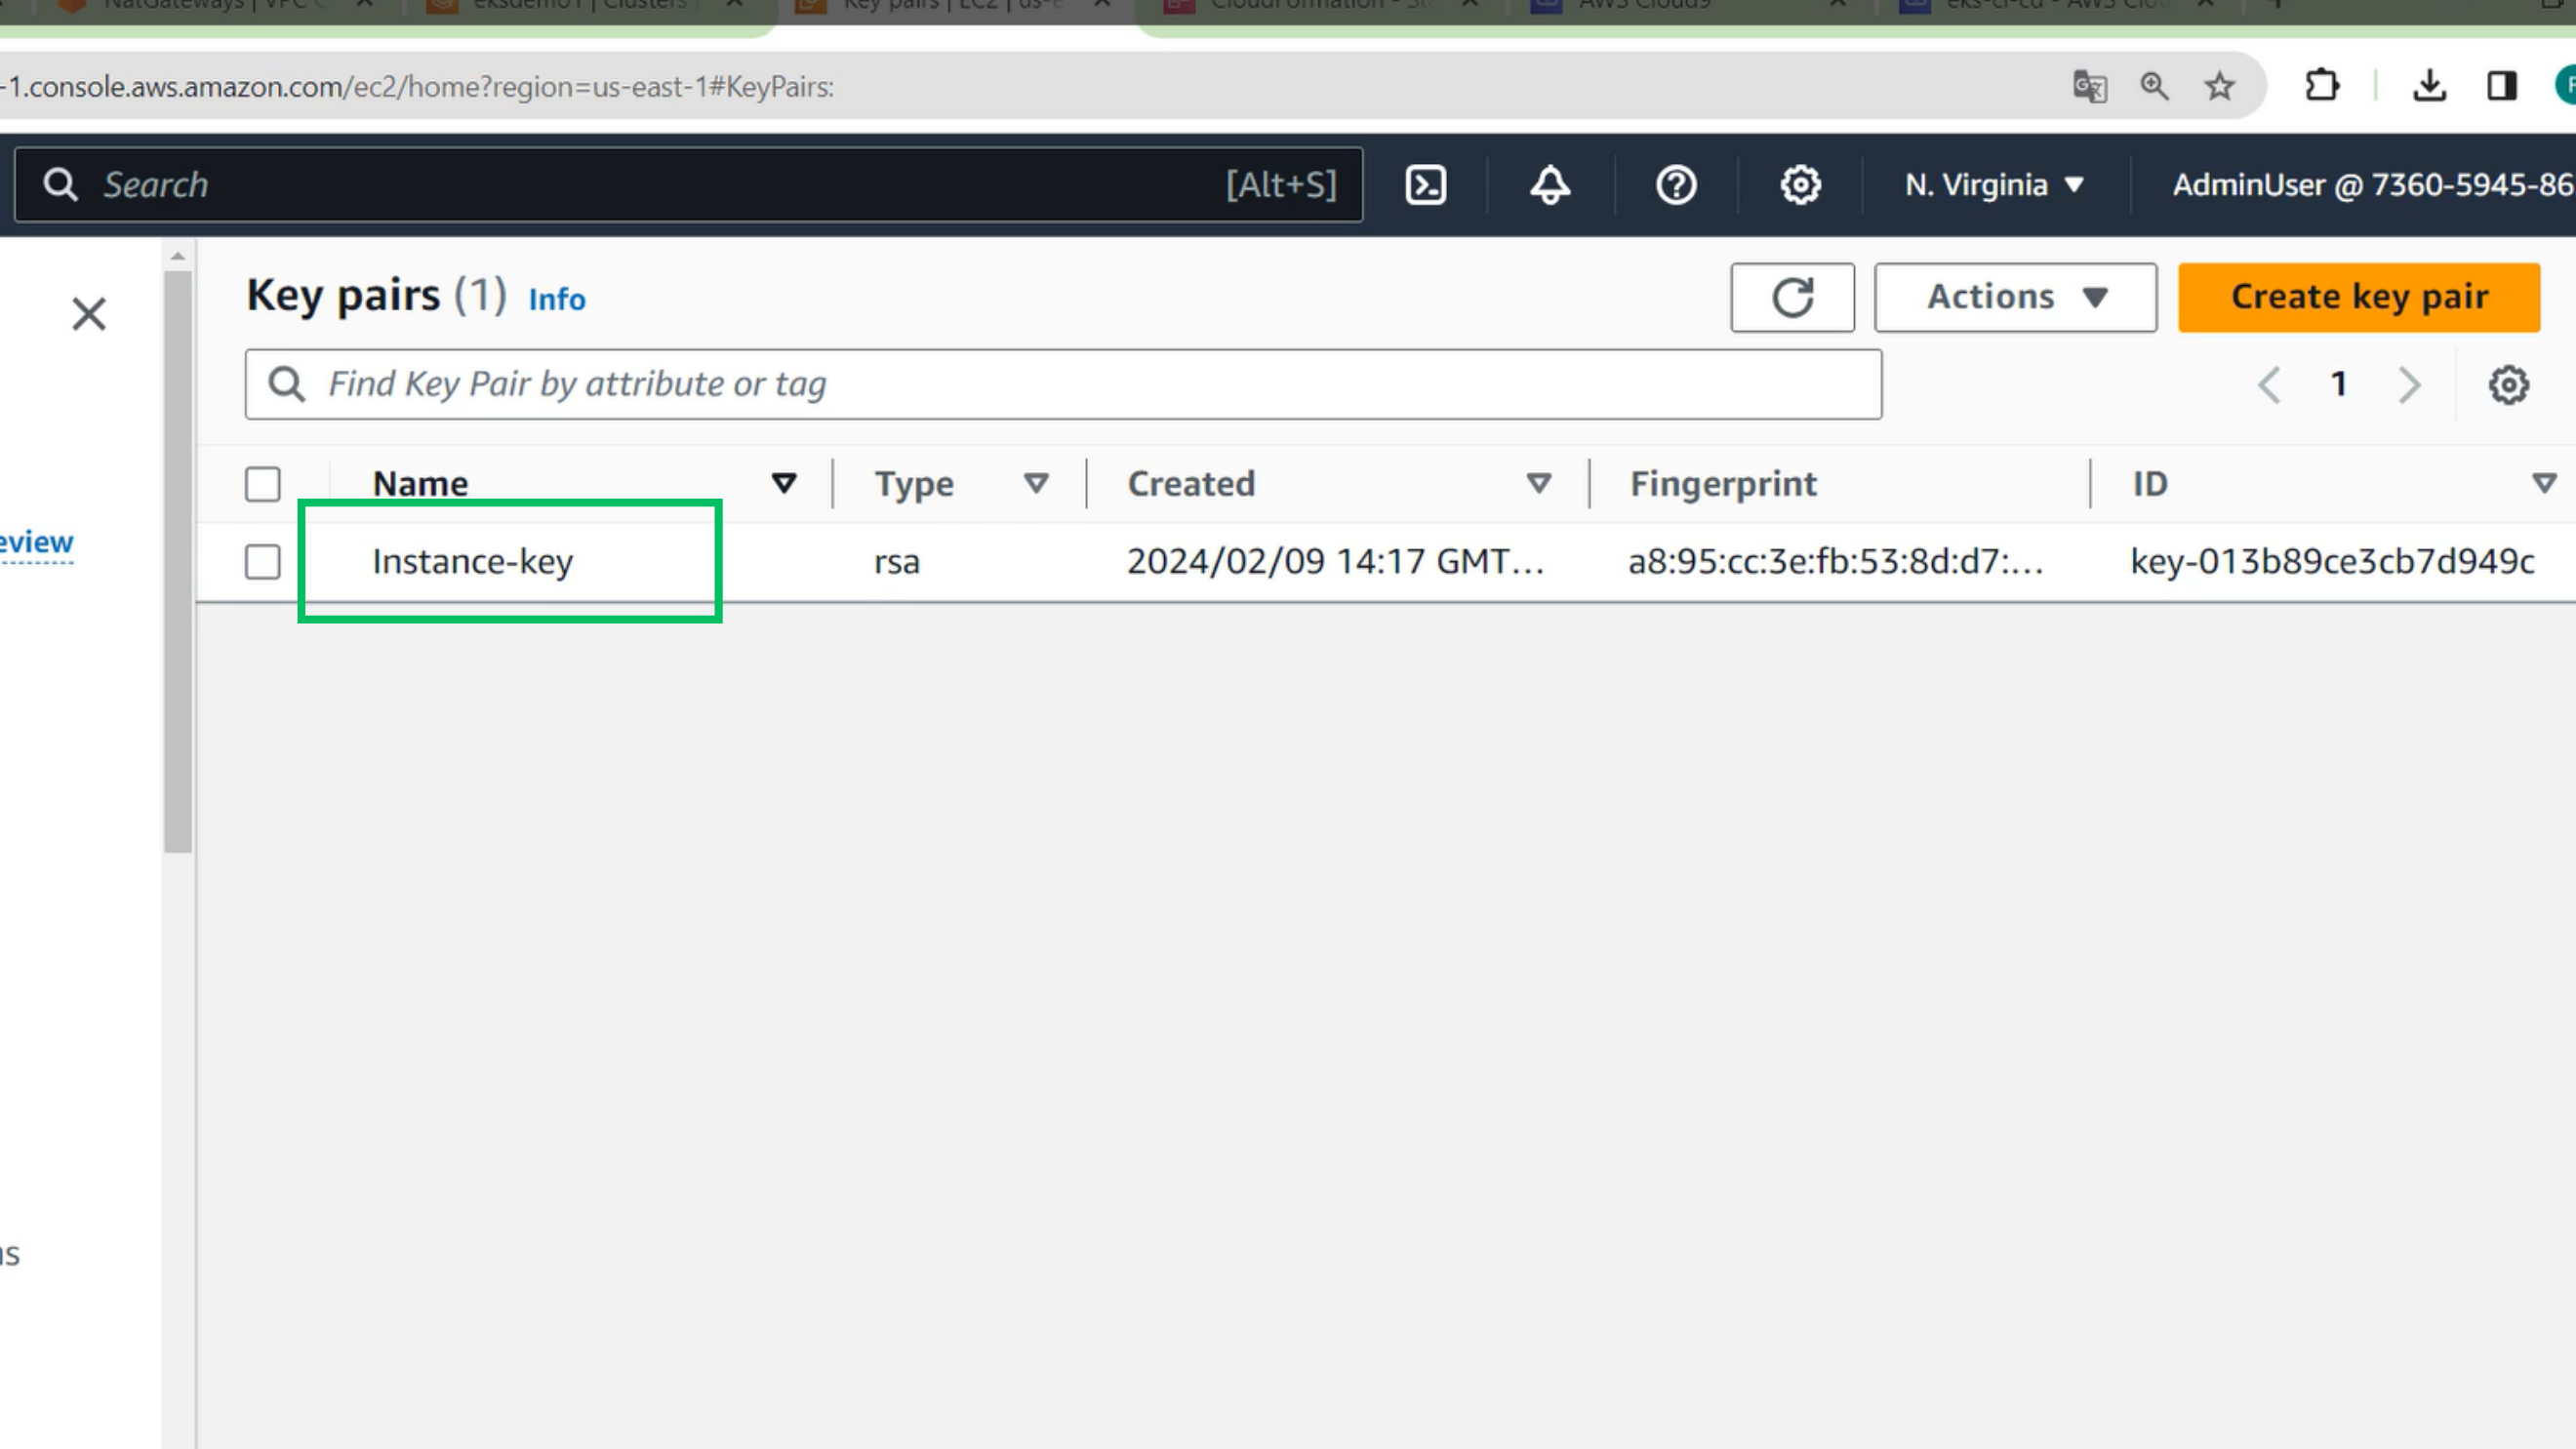 NatGateways | VPC C
eksdemo1 | Clusters
Key pairs | EC2 | us-e
CloudFormation - Sta
AWS Cloud9
eks-ci-cd - AWS Clou
-1.console.aws.amazon.com/ec2/home?region=us-east-1#KeyPairs:
Search
[Alt+S]
N. Virginia
AdminUser @ 7360-5945-86
Key pairs (1) Info
Actions
Create key pair
Find Key Pair by attribute or tag
1
Name
Type
Created
Fingerprint
ID
Instance-key
rsa
2024/02/09 14:17 GMT...
a8:95:cc:3e:fb:53:8d:d7:...
key-013b89ce3cb7d949c
eview
ns